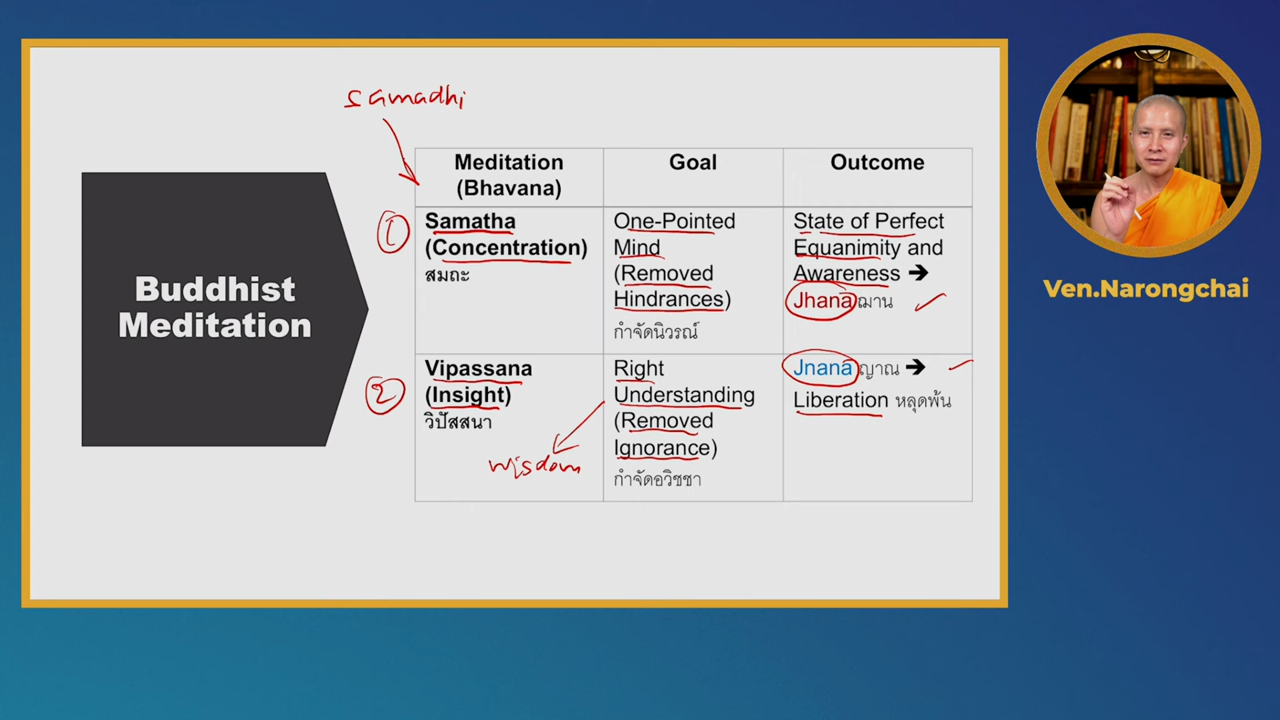 samadhi
Buddhist
Meditation
Meditation
(Bhavana)
Goal
Outcome
1
Samatha
(Concentration)
สมถะ
One-Pointed
Mind
(Removed
Hindrances)
กำจัดนิวรณ์
State of Perfect
Equanimity and
Awareness ➔
Jhana ฌาน
2
Vipassana
(Insight)
วิปัสสนา
wisdom
Right
Understanding
(Removed
Ignorance)
กำจัดอวิชชา
Jnana ญาณ ➔
Liberation หลุดพ้น
Ven.Narongchai